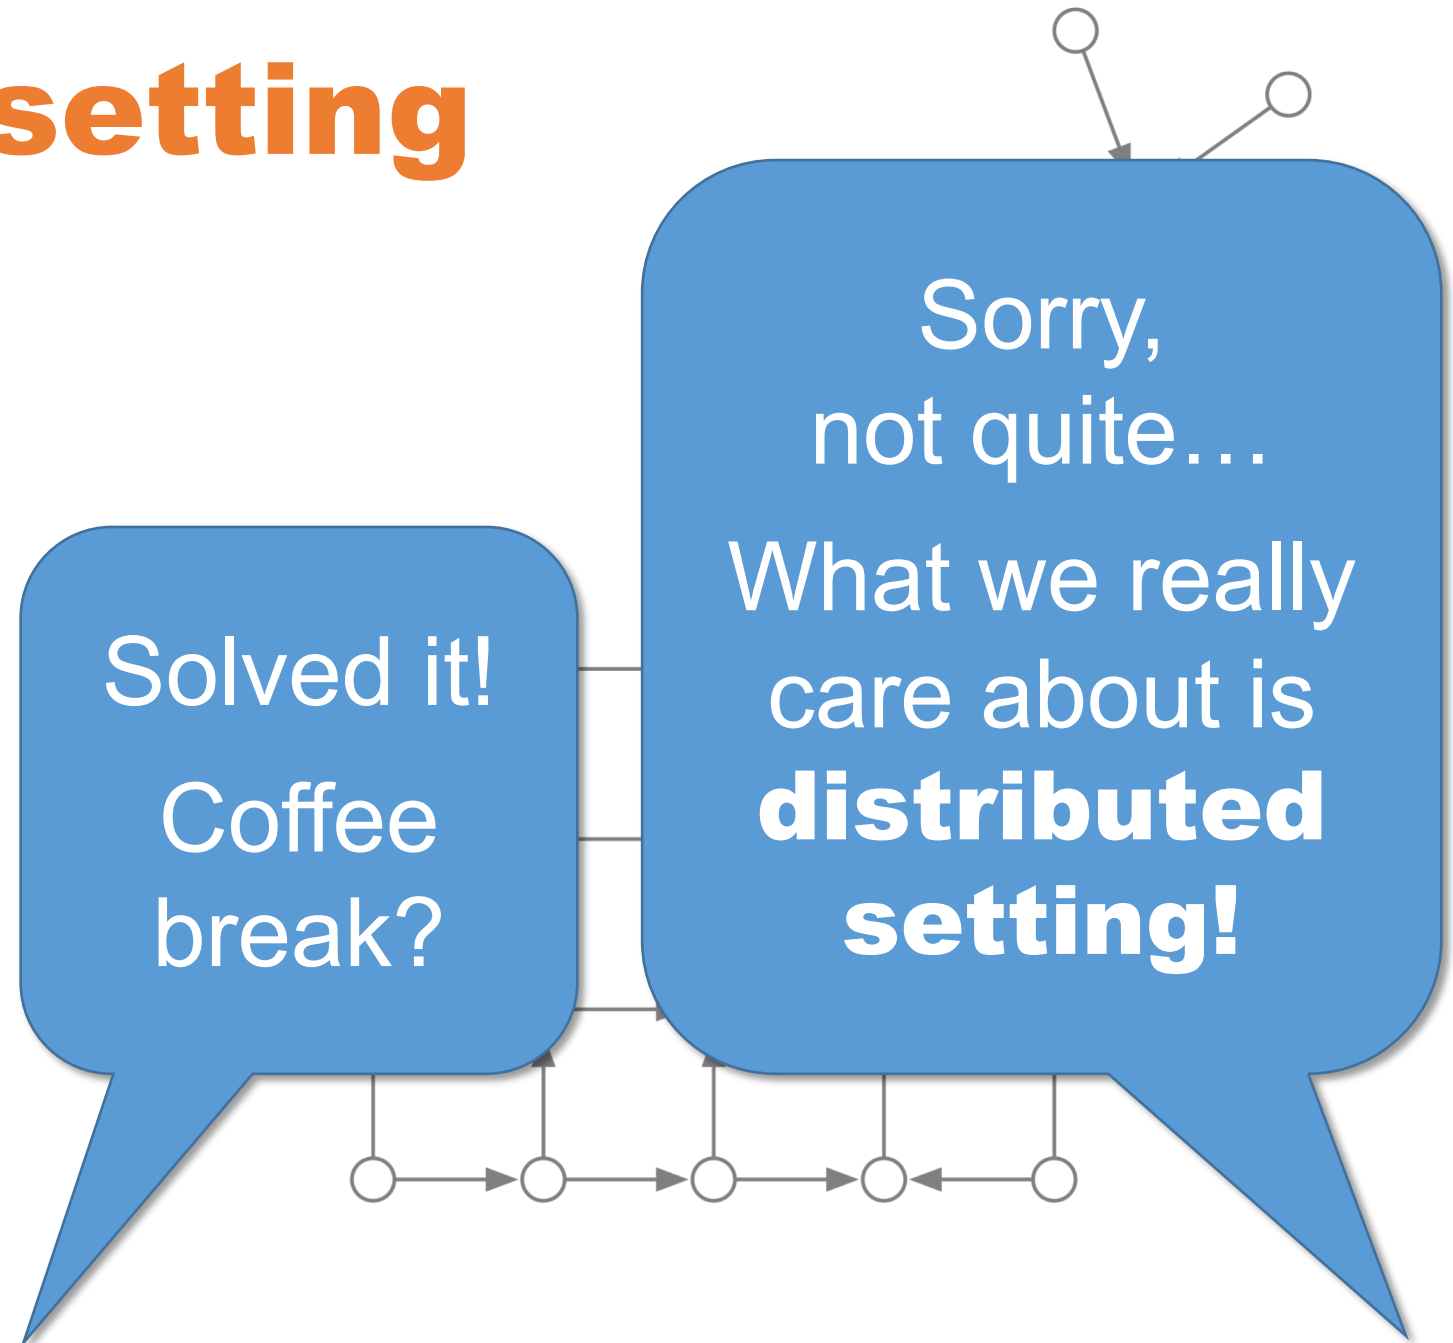 setting
Solved it!
Coffee
break?
Sorry,
not quite…
What we really
care about is
distributed
setting!